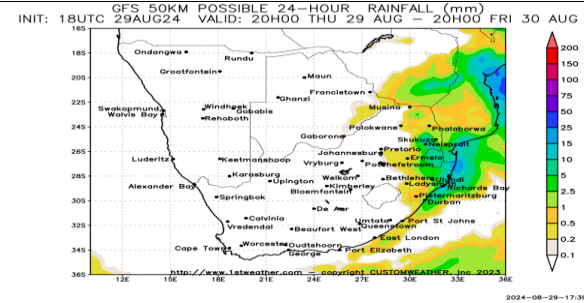 GFS 50KM POSSIBLE 24-HOUR RAINFALL (mm)
INIT: 18UTC 29AUG24 VALID: 20H00 THU 29 AUG - 20H00 FRI 30 AUG
16S
Ondangwa
Rundu
200
18S
Grootfontein
150
Maun
100
20S
Francistown
Ghanzi
75
22S
Swakopmund
Windhoek
Gobabis
Musina
50
Walvis Bay
Rehoboth
24S
Polokwane
Phalaborwa
25
Gaborone
Skukuza
Nelspruit
15
26S
Johannesburg
Pretoria
Luderitz
Keetmanshoop
Vryburg
Ermelo
Potchefstroom
10
28S
Karasburg
Upington
Welkom
Bethlehem
Ulundi
5
Alexander Bay
Kimberley
Ladysmith
Richards Bay
Bloemfontein
30S
Springbok
Pietermaritzburg
Durban
2.5
De Aar
1
32S
Calvinia
Umtata
Port St Johns
Vredendal
Beaufort West
Queenstown
0.5
East London
34S
Cape Town
Worcester
Oudtshoorn
0.2
George
Port Elizabeth
0.1
36S
http://www.1stweather.com - copyright CUSTOMWEATHER, Inc 2023
12E 15E 18E 21E 24E 27E 30E 33E 36E